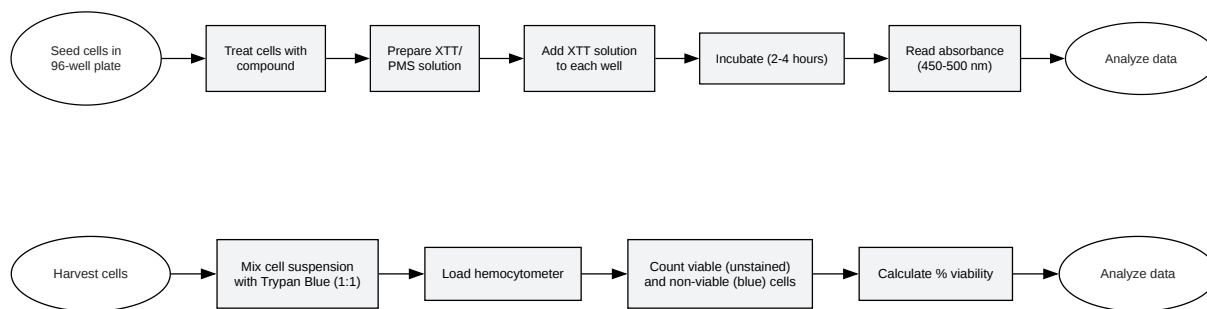 Seed cells in
96-well plate
Treat cells with
compound
Prepare XTT/
PMS solution
Add XTT solution
to each well
Incubate (2-4 hours)
Read absorbance
(450-500 nm)
Analyze data
Harvest cells
Mix cell suspension
with Trypan Blue (1:1)
Load hemocytometer
Count viable (unstained)
and non-viable (blue) cells
Calculate % viability
Analyze data